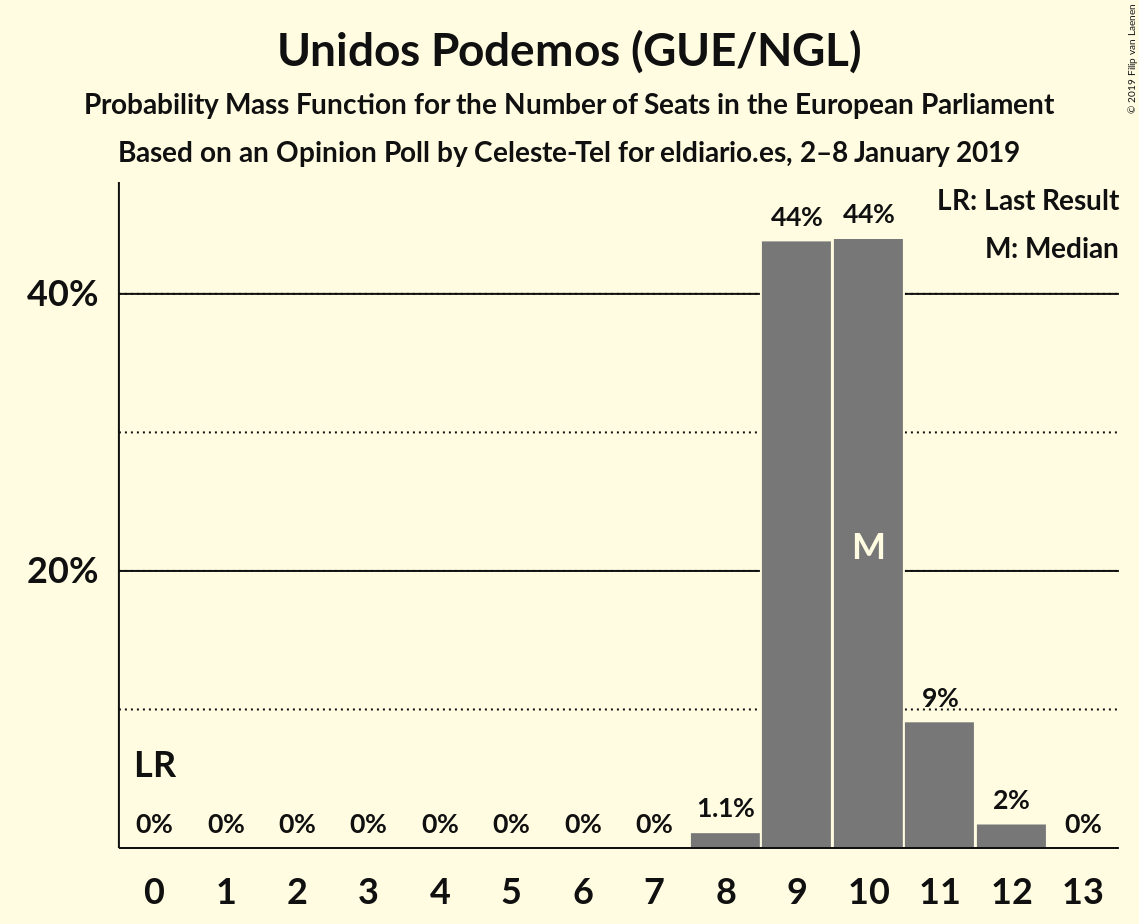 Unidos Podemos (GUE/NGL)
Probability Mass Function for the Number of Seats in the European Parliament
Based on an Opinion Poll by Celeste-Tel for eldiario.es, 2–8 January 2019
© 2019 Filip van Laenen
LR: Last Result
M: Median
44% 44%
40%
M
20%
9%
LR
0% 0% 0% 0% 0% 0% 0% 0% 1.1% 2% 0%
0 1 2 3 4 5 6 7 8 9 10 11 12 13